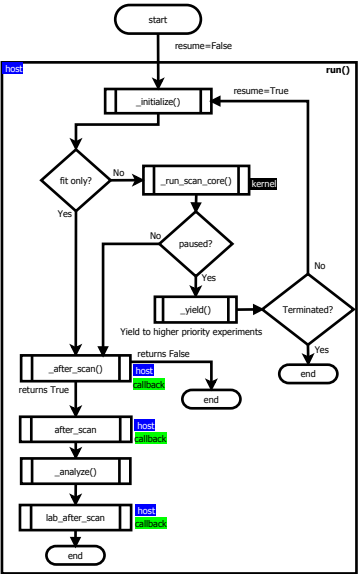 start
resume=False
host
run()
_initialize()
resume=True
fit only?
No
_run_scan_core()
kernel
Yes
No
paused?
Yes
No
_yield()
Terminated?
Yield to higher priority experiments
Yes
_after_scan()
returns False
host
callback
end
end
returns True
after_scan
host
callback
_analyze()
lab_after_scan
host
callback
end